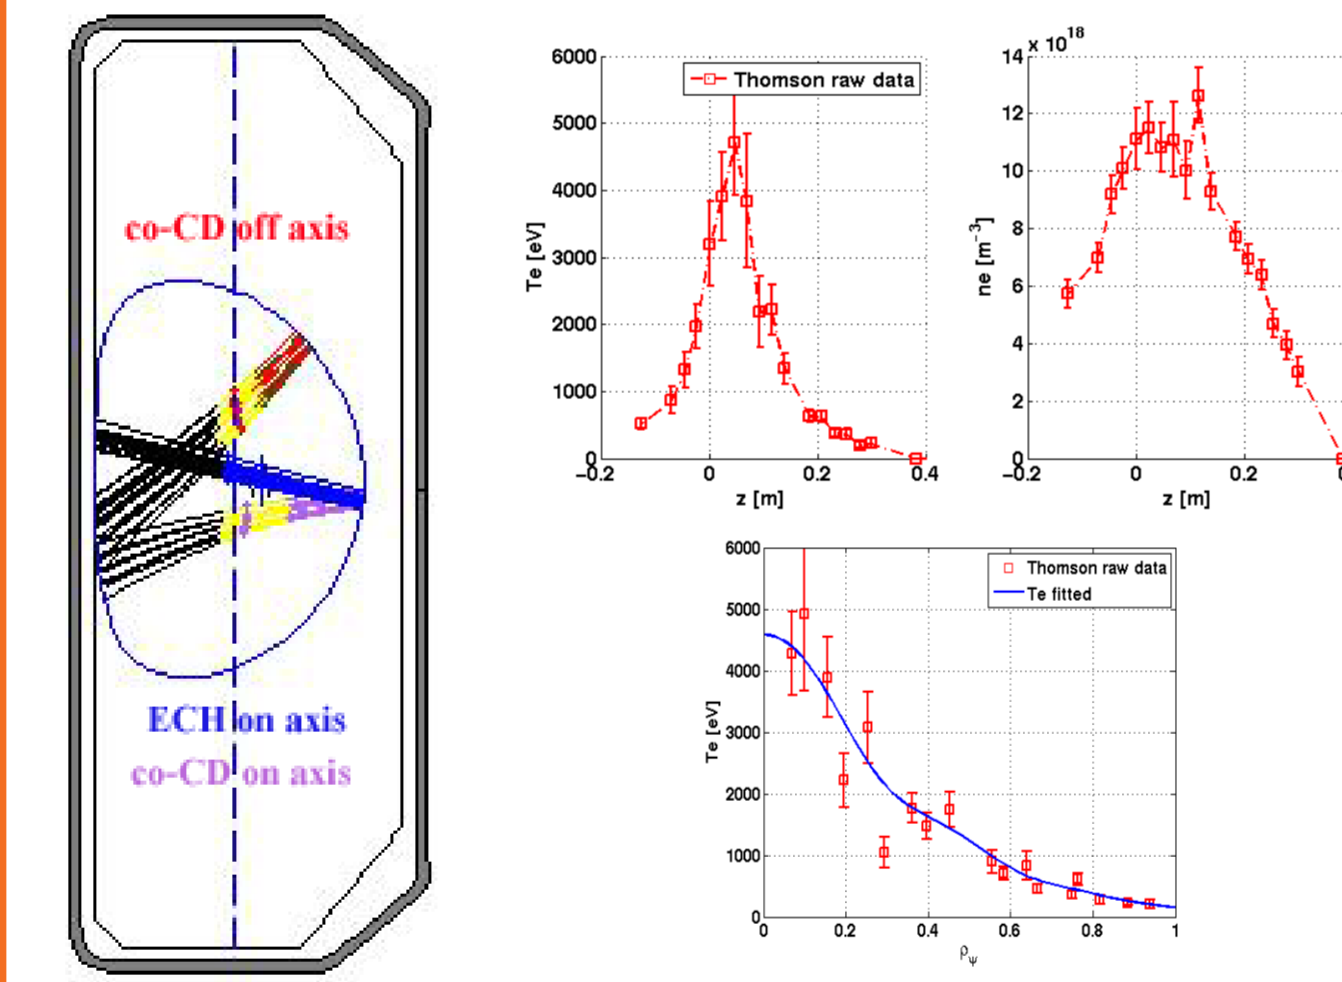 co-CD off axis
ECH on axis
co-CD on axis
6000
5000
4000
3000
2000
1000
0
Te [eV]
Thomson raw data
−0.2 0 0.2 0.4
z [m]
x 10^18
14
12
10
8
6
4
2
0
ne [m^−3]
−0.2 0 0.2 0
z [m]
6000
5000
4000
3000
2000
1000
0
Te [eV]
Thomson raw data
Te fitted
0 0.2 0.4 0.6 0.8 1
ρψ